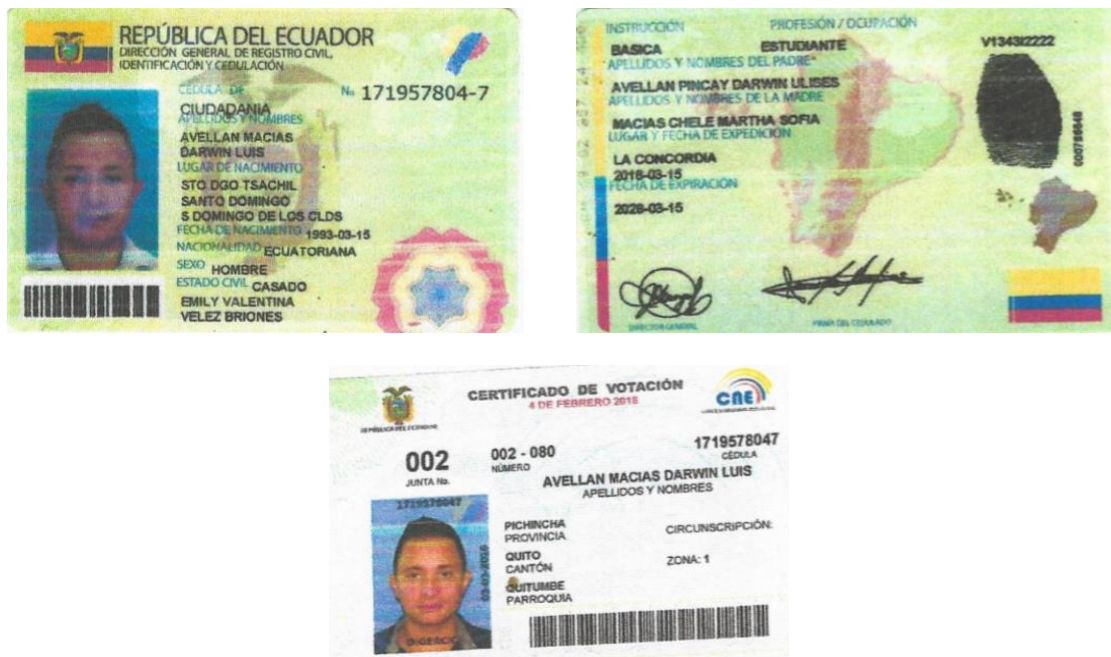 REPÚBLICA DEL ECUADOR
DIRECCIÓN GENERAL DE REGISTRO CIVIL,
IDENTIFICACIÓN Y CEDULACIÓN
CÉDULA DE
Nº 171957804-7
CIUDADANÍA
APELLIDOS Y NOMBRES
AVELLAN MACIAS
DARWIN LUIS
LUGAR DE NACIMIENTO
STO DGO TSACHIL
SANTO DOMINGO
S DOMINGO DE LOS CLDS
FECHA DE NACIMIENTO 1993-03-15
NACIONALIDAD ECUATORIANA
SEXO HOMBRE
ESTADO CIVIL CASADO
EMILY VALENTINA
VELEZ BRIONES
INSTRUCCIÓN
PROFESIÓN / OCUPACIÓN
BASICA
ESTUDIANTE
V1343I2222
APELLIDOS Y NOMBRES DEL PADRE
AVELLAN PINCAY DARWIN ULISES
APELLIDOS Y NOMBRES DE LA MADRE
MACIAS CHELE MARTHA SOFIA
LUGAR Y FECHA DE EXPEDICIÓN
LA CONCORDIA
2018-03-15
FECHA DE EXPIRACIÓN
2028-03-15
DIRECTOR GENERAL
FIRMA DEL CEDULADO
CERTIFICADO DE VOTACIÓN
4 DE FEBRERO 2018
CNE
REPÚBLICA DEL ECUADOR
002
JUNTA No.
002 - 080
NÚMERO
1719578047
CÉDULA
AVELLAN MACIAS DARWIN LUIS
APELLIDOS Y NOMBRES
1719578047
PICHINCHA
PROVINCIA
CIRCUNSCRIPCIÓN:
QUITO
CANTÓN
ZONA: 1
QUITUMBE
PARROQUIA